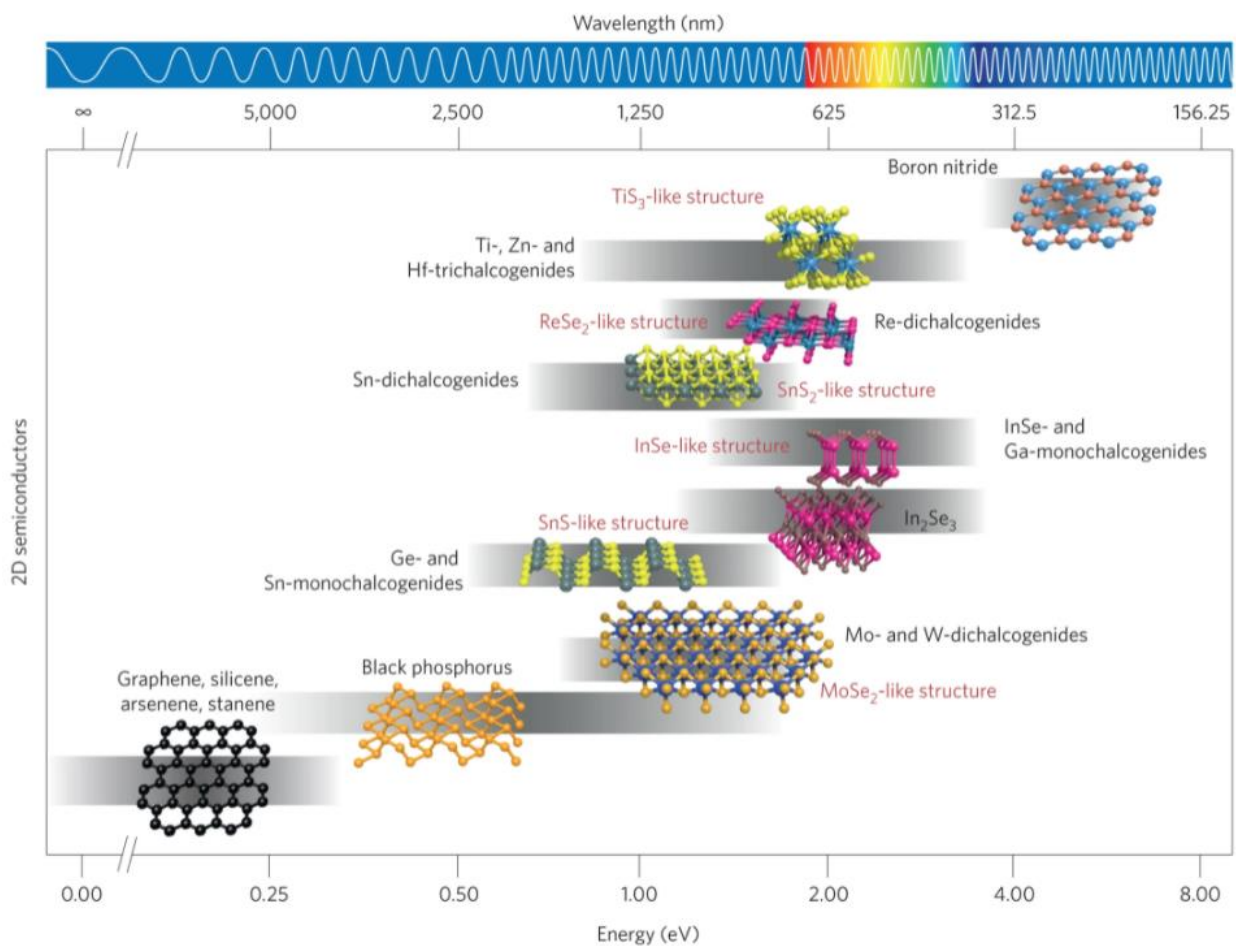 Wavelength (nm)
∞ 5,000 2,500 1,250 625 312.5 156.25
Boron nitride
TiS₃-like structure
Ti-, Zn- and
Hf-trichalcogenides
ReSe₂-like structure
Re-dichalcogenides
Sn-dichalcogenides
SnS₂-like structure
InSe- and
Ga-monochalcogenides
InSe-like structure
In₂Se₃
SnS-like structure
Ge- and
Sn-monochalcogenides
Mo- and W-dichalcogenides
MoSe₂-like structure
Black phosphorus
Graphene, silicene,
arsenene, stanene
2D semiconductors
0.00 0.25 0.50 1.00 2.00 4.00 8.00
Energy (eV)